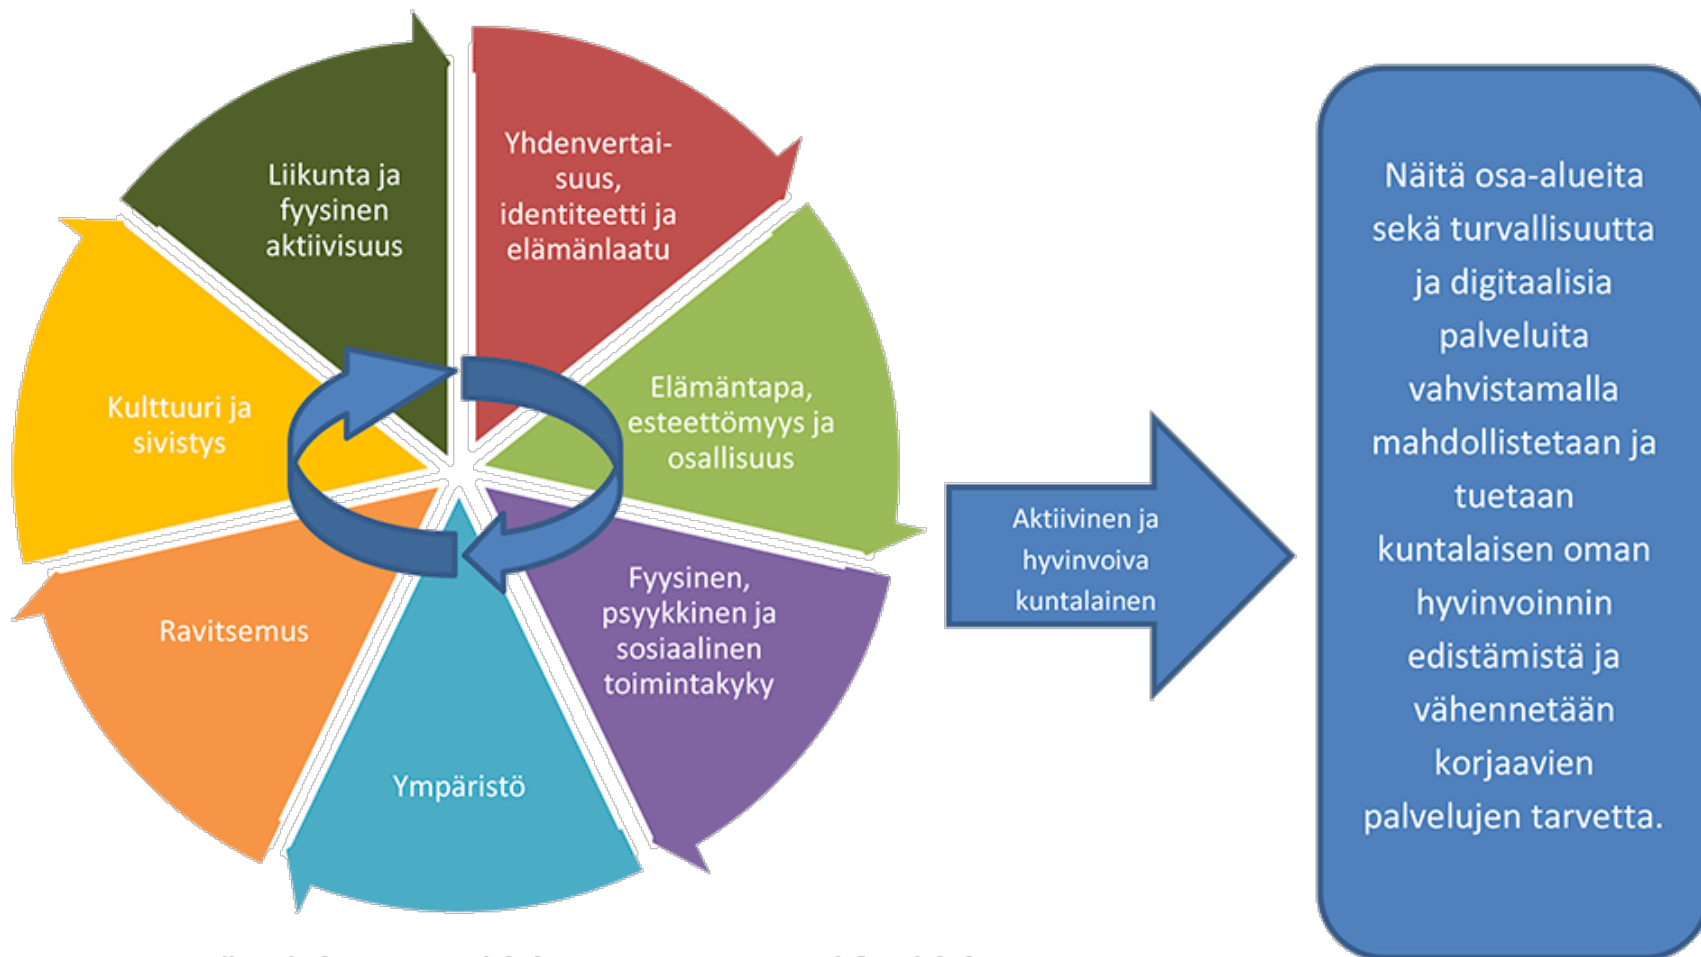 Liikunta ja
fyysinen
aktiivisuus
Yhdenvertai-
suus,
identiteetti ja
elämänlaatu
Elämäntapa,
esteettömyys ja
osallisuus
Fyysinen,
psyykkinen ja
sosiaalinen
toimintakyky
Ympäristö
Ravitsemus
Kulttuuri ja
sivistys
Aktiivinen ja
hyvinvoiva
kuntalainen
Näitä osa-alueita
sekä turvallisuutta
ja digitaalisia
palveluita
vahvistamalla
mahdollistetaan ja
tuetaan
kuntalaisen oman
hyvinvoinnin
edistämistä ja
vähennetään
korjaavien
palvelujen tarvetta.